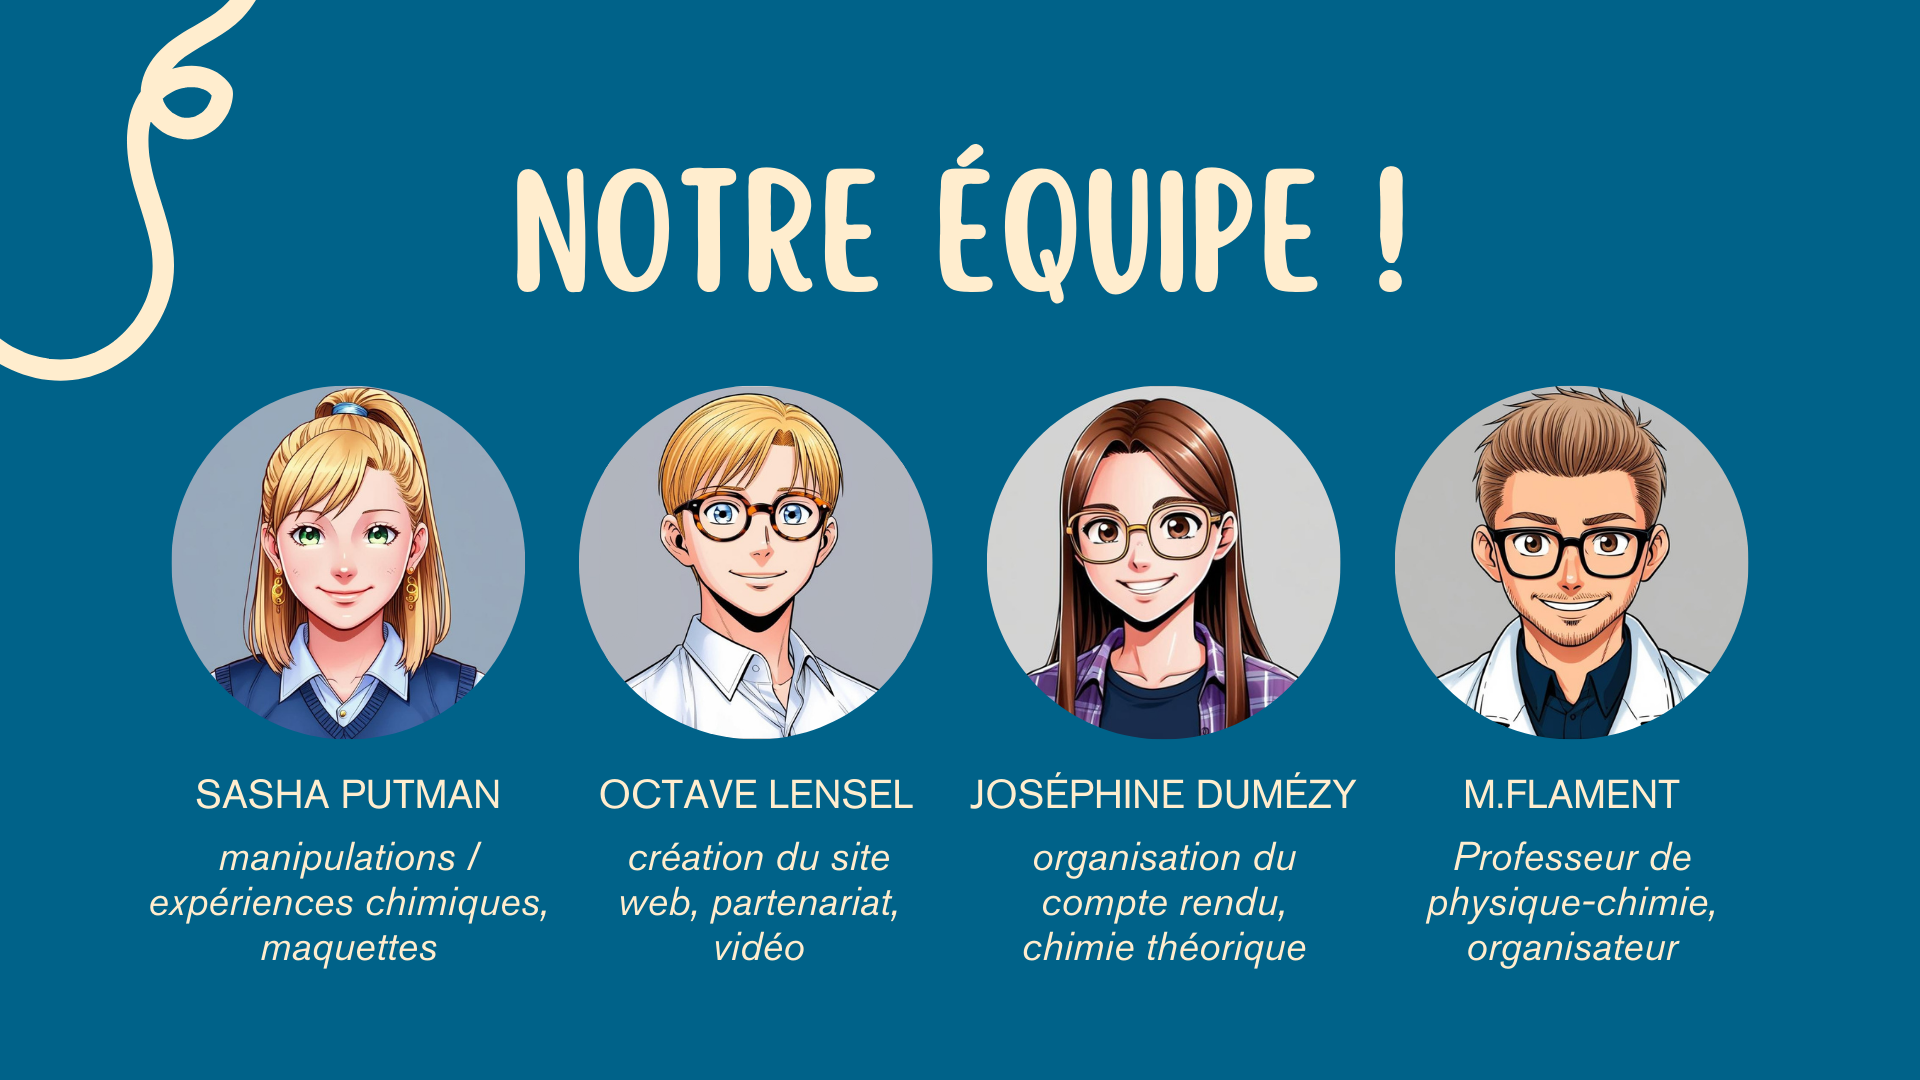 NOTRE ÉQUIPE !
SASHA PUTMAN
manipulations /
expériences chimiques,
maquettes
OCTAVE LENSEL
création du site
web, partenariat,
vidéo
JOSÉPHINE DUMÉZY
organisation du
compte rendu,
chimie théorique
M.FLAMENT
Professeur de
physique-chimie,
organisateur